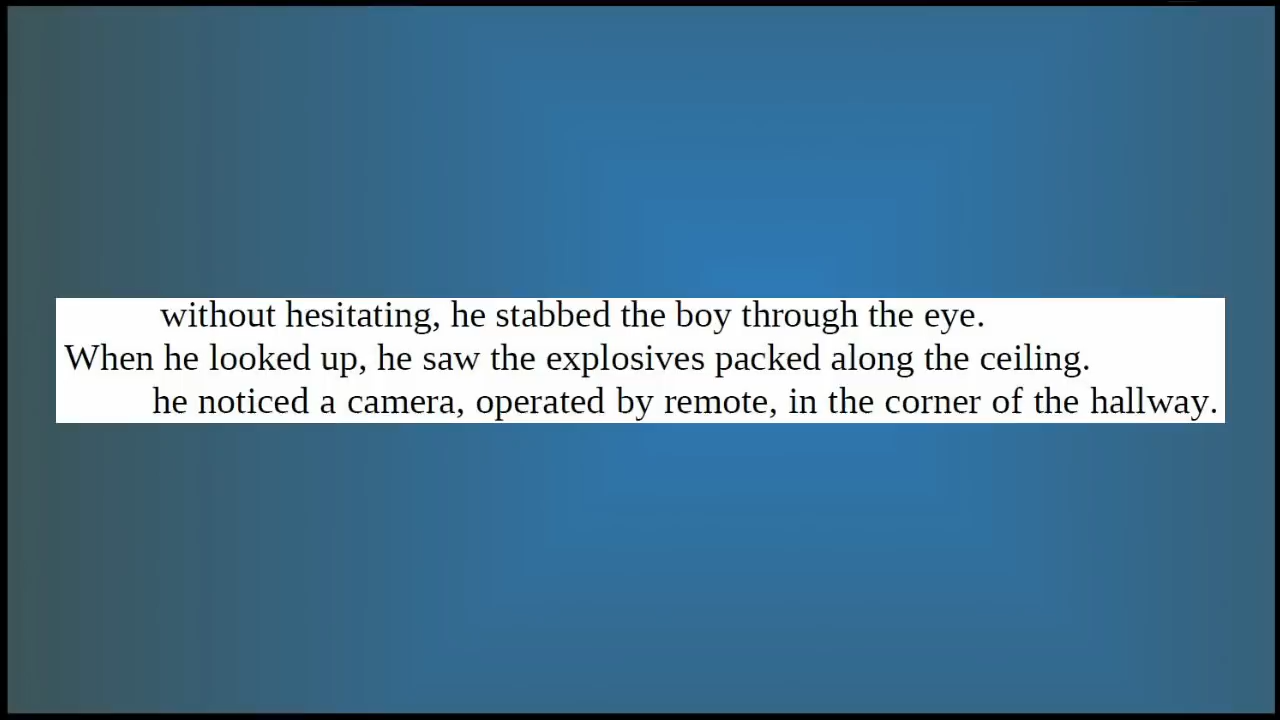 without hesitating, he stabbed the boy through the eye.
When he looked up, he saw the explosives packed along the ceiling.
he noticed a camera, operated by remote, in the corner of the hallway.